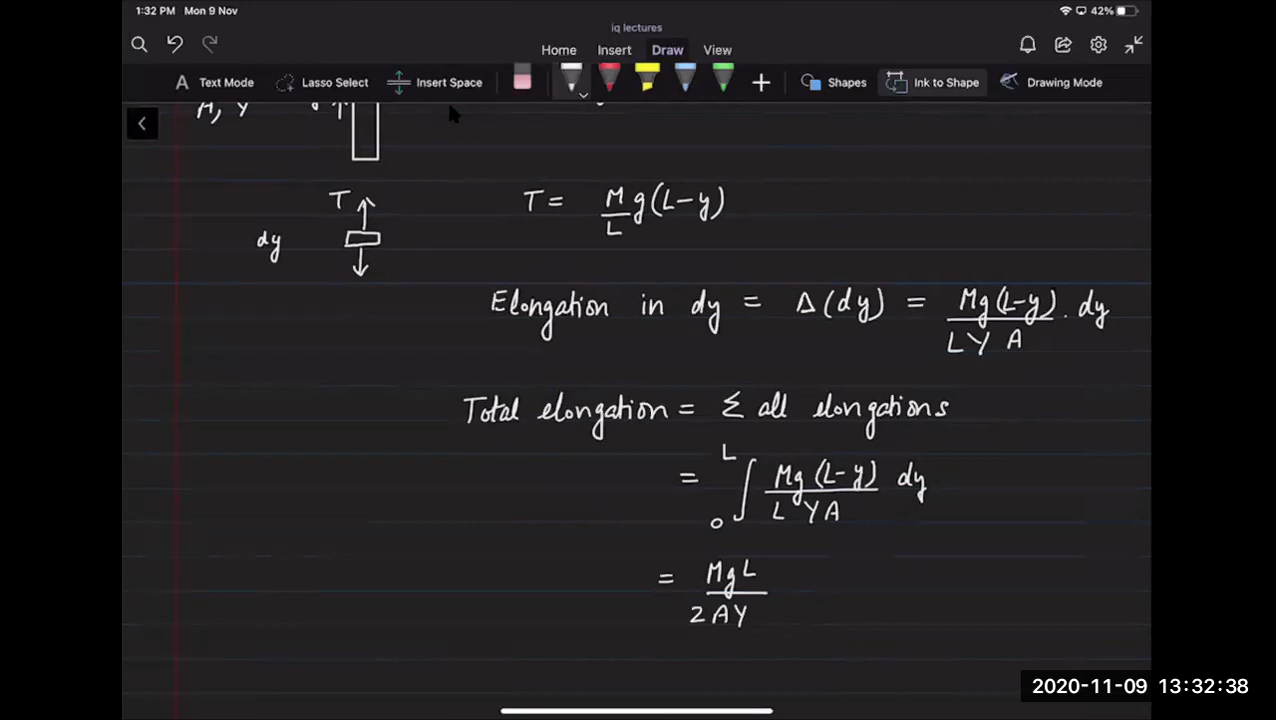 1:32 PM Mon 9 Nov 42%
iq lectures
Home Insert Draw View
A Text Mode Lasso Select Insert Space + Shapes Ink to Shape Drawing Mode
A, Y
T T = M/L g(L-y)
dy
Elongation in dy = Δ(dy) = Mg(L-y)/LYA . dy
Total elongation = Σ all elongations
= 0∫L Mg(L-y)/LYA dy
= MgL/2AY
2020-11-09 13:32:38